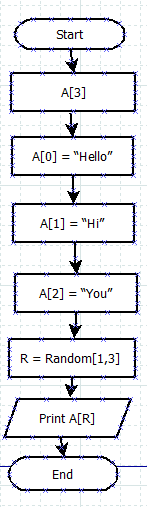 Start
A[3]
A[0] = “Hello”
A[1] = “Hi”
A[2] = “You”
R = Random[1,3]
Print A[R]
End